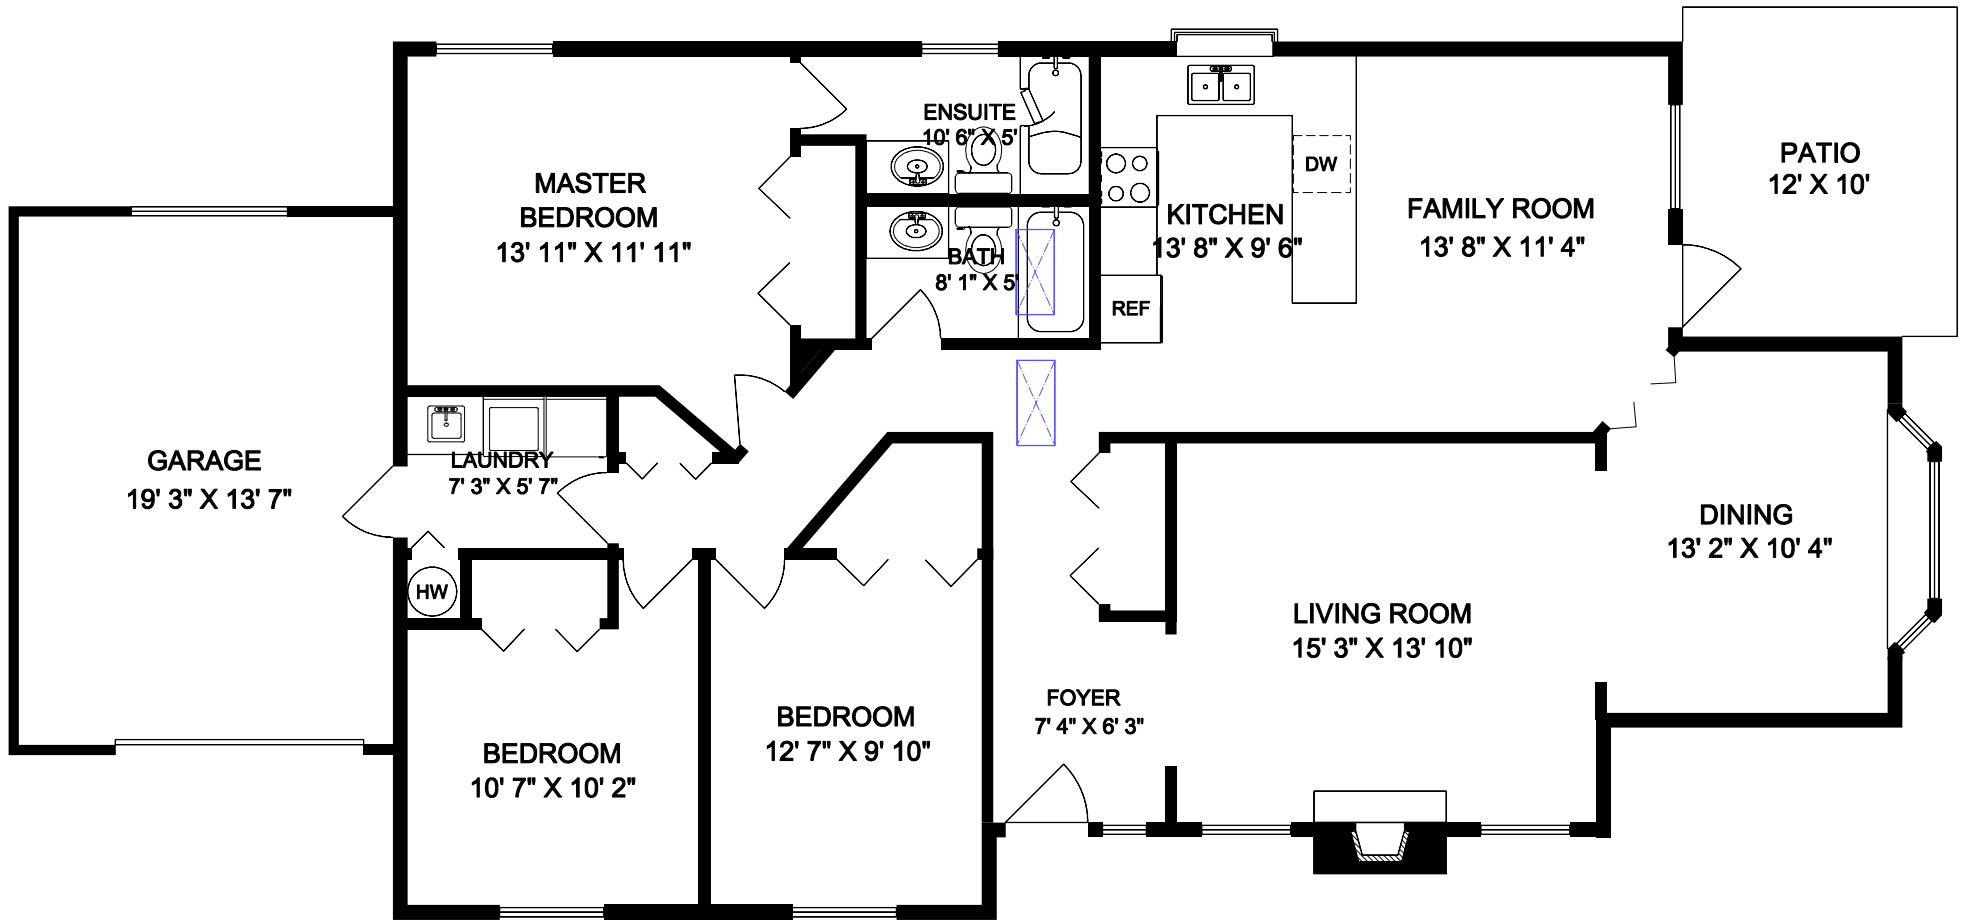 ENSUITE
10' 6" X 5'
MASTER
BEDROOM
13' 11" X 11' 11"
BATH
8' 1" X 5'
KITCHEN
13' 8" X 9' 6"
DW
REF
FAMILY ROOM
13' 8" X 11' 4"
PATIO
12' X 10'
GARAGE
19' 3" X 13' 7"
LAUNDRY
7' 3" X 5' 7"
HW
DINING
13' 2" X 10' 4"
LIVING ROOM
15' 3" X 13' 10"
FOYER
7' 4" X 6' 3"
BEDROOM
12' 7" X 9' 10"
BEDROOM
10' 7" X 10' 2"